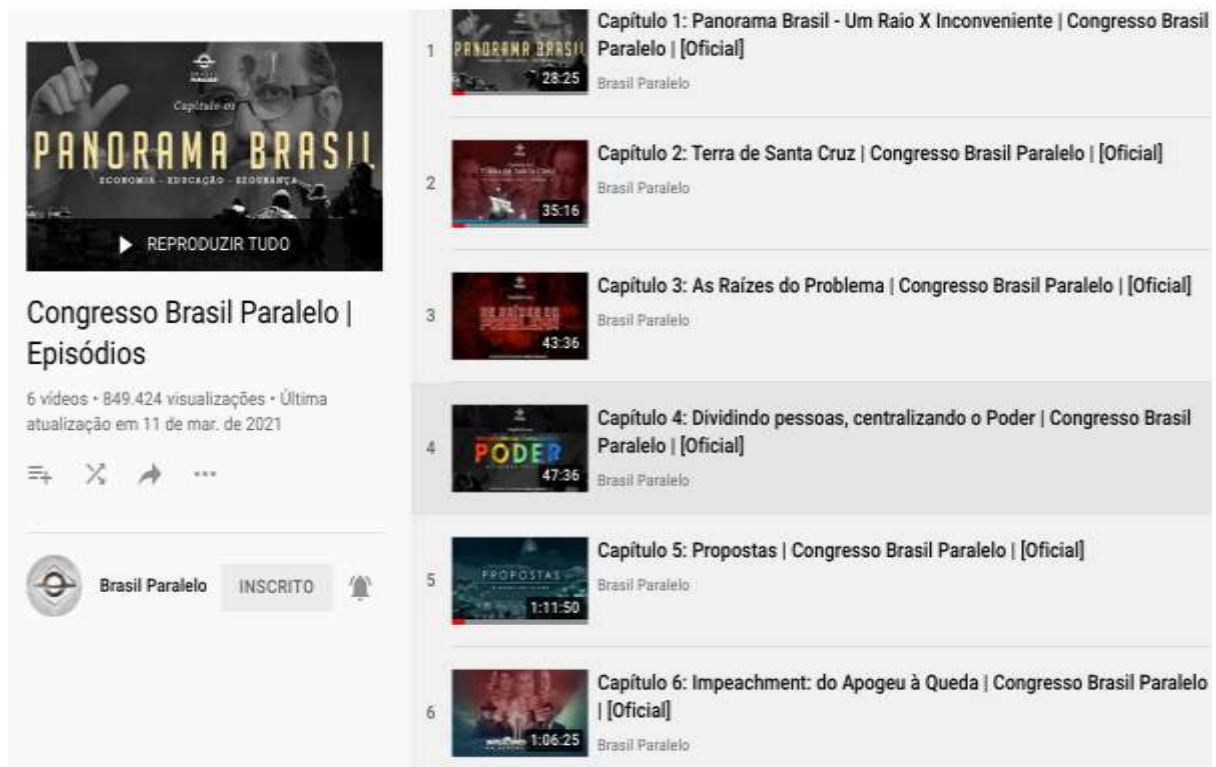 Capítulo 01
PANORAMA BRASIL
ECONOMIA - EDUCAÇÃO - SEGURANÇA
REPRODUZIR TUDO
Congresso Brasil Paralelo |
Episódios
6 vídeos • 849.424 visualizações • Última
atualização em 11 de mar. de 2021
Brasil Paralelo
INSCRITO
1
PANORAMA BRASIL
28:25
Capítulo 1: Panorama Brasil - Um Raio X Inconveniente | Congresso Brasil
Paralelo | [Oficial]
Brasil Paralelo
2
TERRA DE SANTA CRUZ
35:16
Capítulo 2: Terra de Santa Cruz | Congresso Brasil Paralelo | [Oficial]
Brasil Paralelo
3
AS RAÍZES DO
PROBLEMA
43:36
Capítulo 3: As Raízes do Problema | Congresso Brasil Paralelo | [Oficial]
Brasil Paralelo
4
PODER
47:36
Capítulo 4: Dividindo pessoas, centralizando o Poder | Congresso Brasil
Paralelo | [Oficial]
Brasil Paralelo
5
PROPOSTAS
1:11:50
Capítulo 5: Propostas | Congresso Brasil Paralelo | [Oficial]
Brasil Paralelo
6
1:06:25
Capítulo 6: Impeachment: do Apogeu à Queda | Congresso Brasil Paralelo
| [Oficial]
Brasil Paralelo